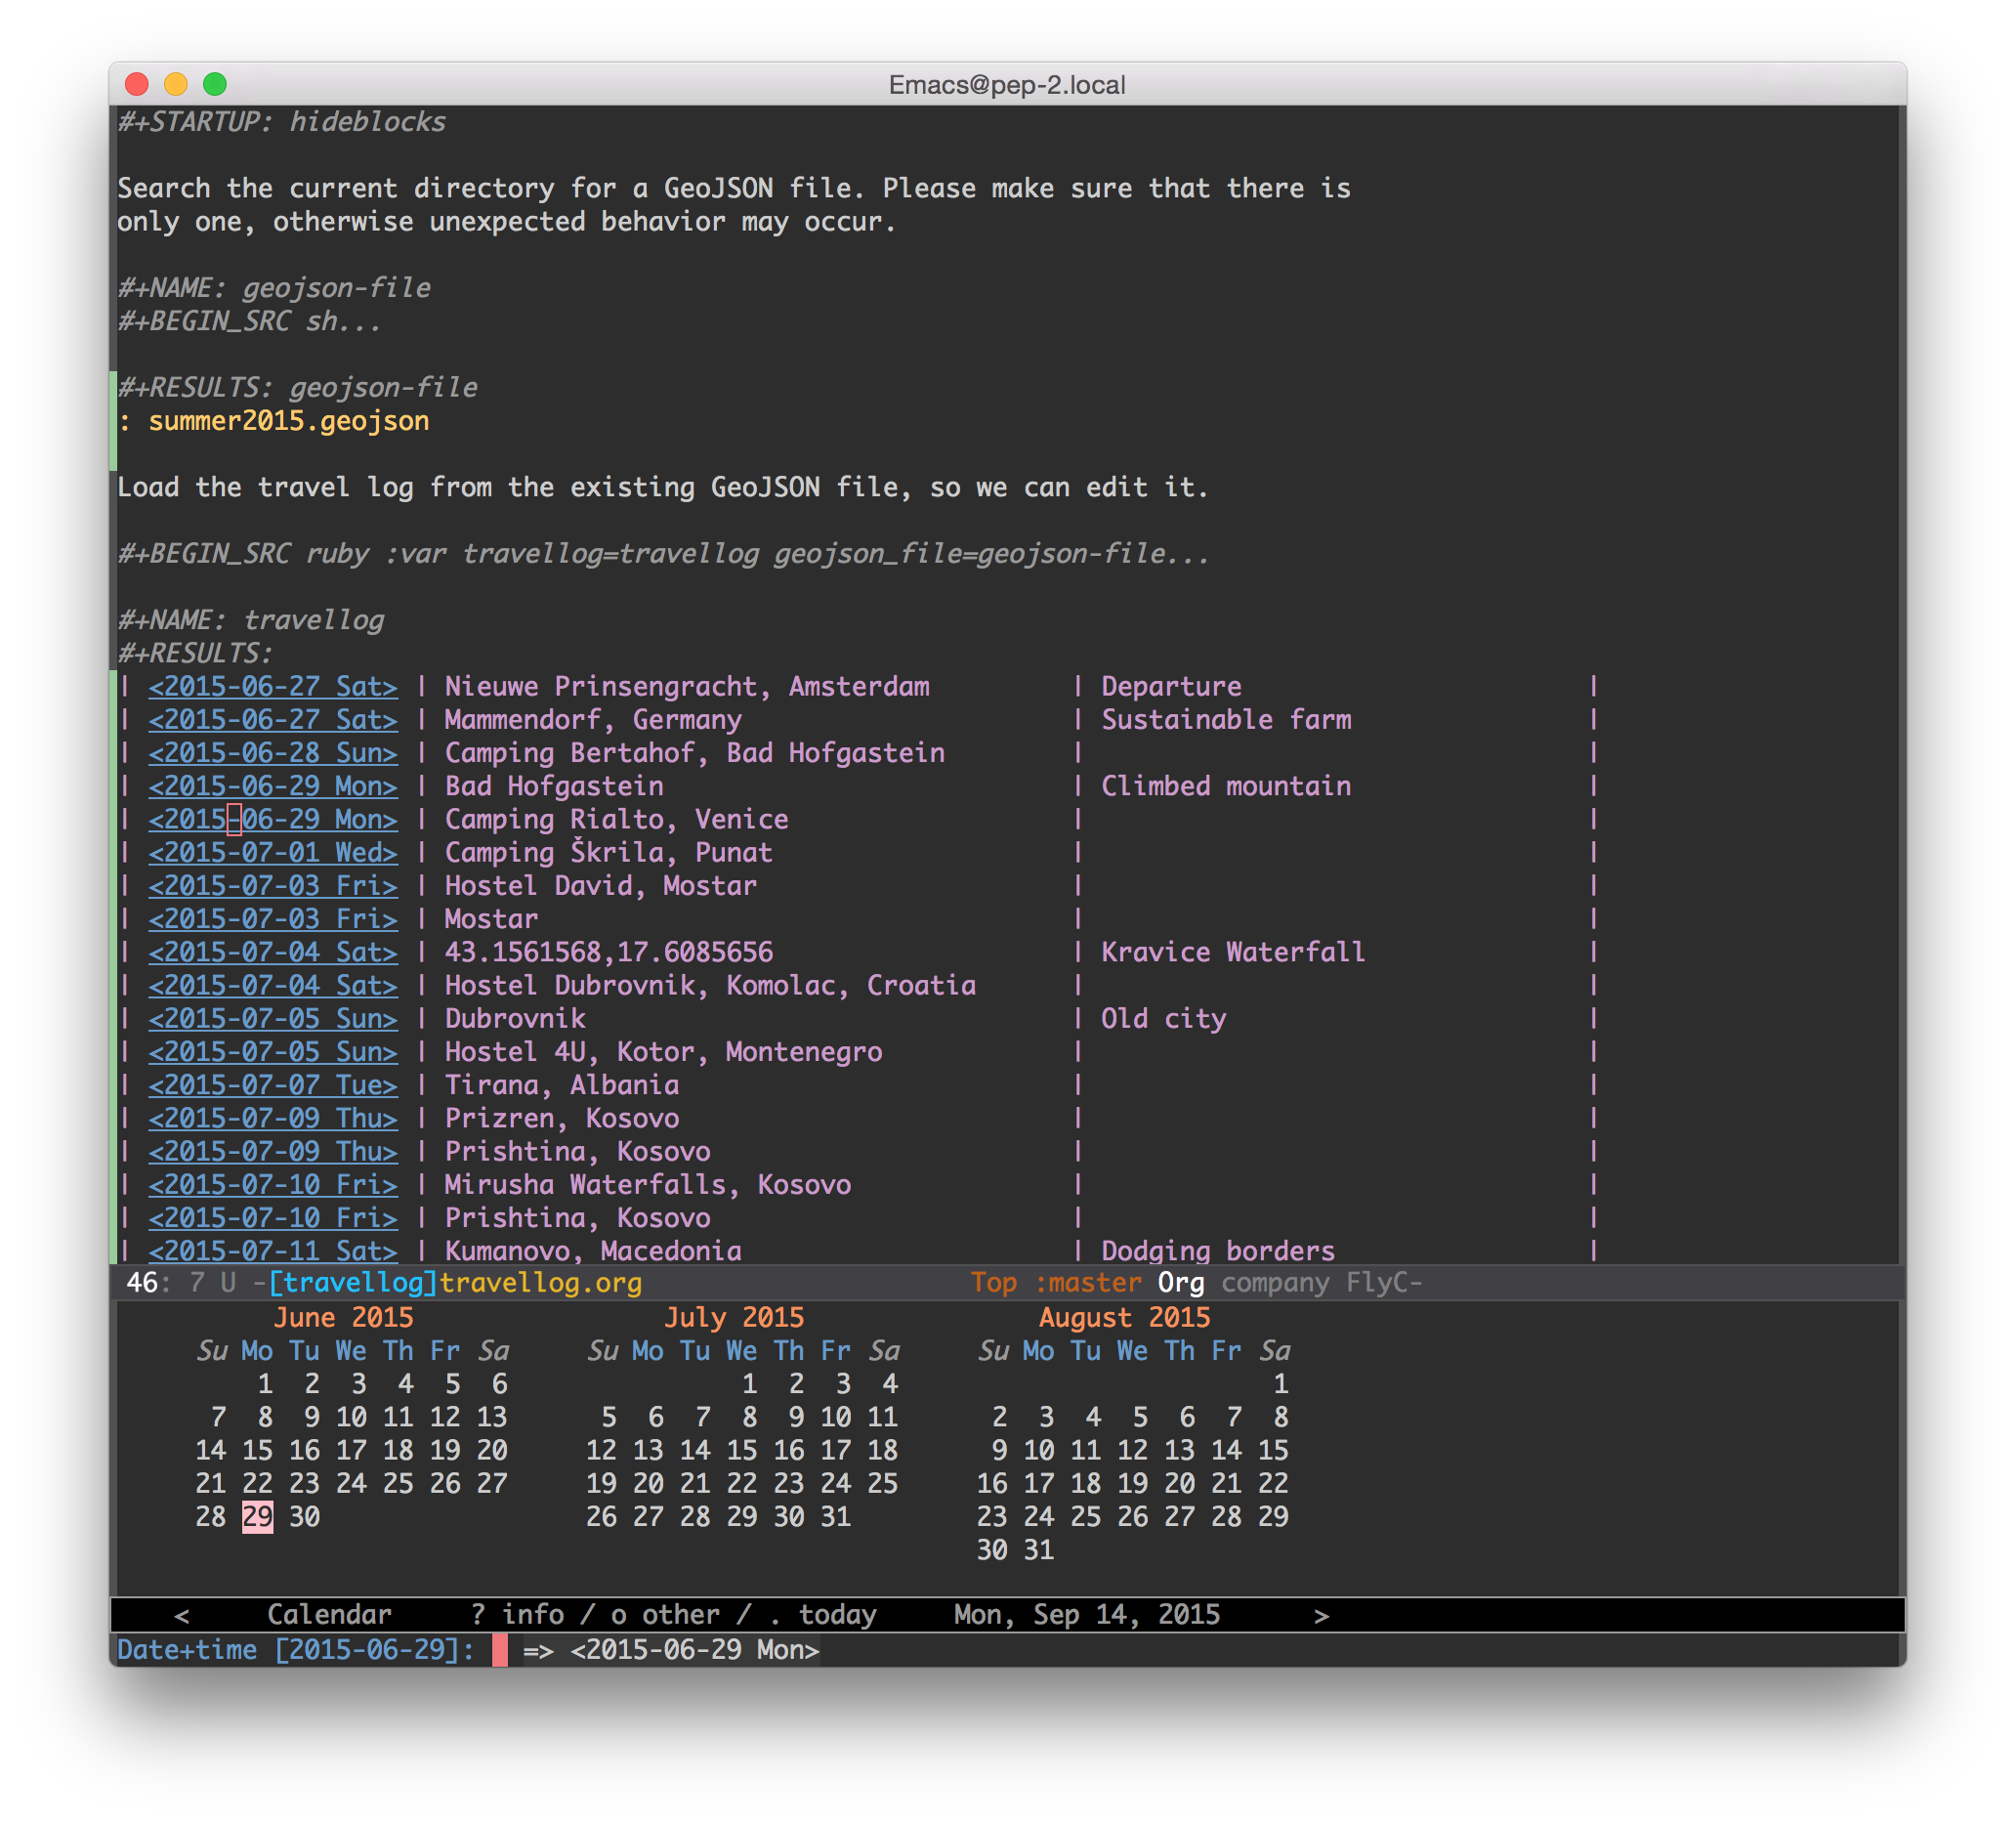 Emacs@pep-2.local
#+STARTUP: hideblocks
Search the current directory for a GeoJSON file. Please make sure that there is
only one, otherwise unexpected behavior may occur.
#+NAME: geojson-file
#+BEGIN_SRC sh...
#+RESULTS: geojson-file
: summer2015.geojson
Load the travel log from the existing GeoJSON file, so we can edit it.
#+BEGIN_SRC ruby :var travellog=travellog geojson_file=geojson-file...
#+NAME: travellog
#+RESULTS:
| <2015-06-27 Sat> | Nieuwe Prinsengracht, Amsterdam | Departure |
| <2015-06-27 Sat> | Mammendorf, Germany | Sustainable farm |
| <2015-06-28 Sun> | Camping Bertahof, Bad Hofgastein | |
| <2015-06-29 Mon> | Bad Hofgastein | Climbed mountain |
| <2015-06-29 Mon> | Camping Rialto, Venice | |
| <2015-07-01 Wed> | Camping Škrila, Punat | |
| <2015-07-03 Fri> | Hostel David, Mostar | |
| <2015-07-03 Fri> | Mostar | |
| <2015-07-04 Sat> | 43.1561568,17.6085656 | Kravice Waterfall |
| <2015-07-04 Sat> | Hostel Dubrovnik, Komolac, Croatia | |
| <2015-07-05 Sun> | Dubrovnik | Old city |
| <2015-07-05 Sun> | Hostel 4U, Kotor, Montenegro | |
| <2015-07-07 Tue> | Tirana, Albania | |
| <2015-07-09 Thu> | Prizren, Kosovo | |
| <2015-07-09 Thu> | Prishtina, Kosovo | |
| <2015-07-10 Fri> | Mirusha Waterfalls, Kosovo | |
| <2015-07-10 Fri> | Prishtina, Kosovo | |
| <2015-07-11 Sat> | Kumanovo, Macedonia | Dodging borders |
46: 7 U -[travellog]travellog.org Top :master Org company FlyC-
June 2015 July 2015 August 2015
Su Mo Tu We Th Fr Sa Su Mo Tu We Th Fr Sa Su Mo Tu We Th Fr Sa
1 2 3 4 5 6 1 2 3 4 1
7 8 9 10 11 12 13 5 6 7 8 9 10 11 2 3 4 5 6 7 8
14 15 16 17 18 19 20 12 13 14 15 16 17 18 9 10 11 12 13 14 15
21 22 23 24 25 26 27 19 20 21 22 23 24 25 16 17 18 19 20 21 22
28 29 30 26 27 28 29 30 31 23 24 25 26 27 28 29
30 31
< Calendar ? info / o other / . today Mon, Sep 14, 2015 >
Date+time [2015-06-29]: => <2015-06-29 Mon>